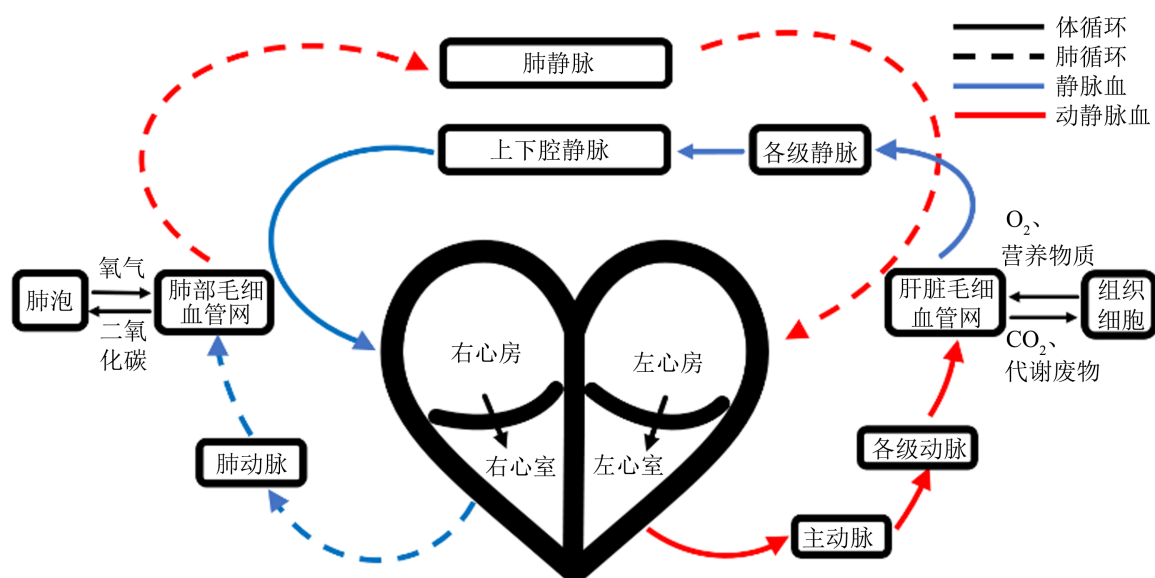 体循环
肺循环
静脉血
动静脉血
肺静脉
上下腔静脉
各级静脉
O₂、
营养物质
氧气
肺泡
二氧
化碳
肺部毛细
血管网
肝脏毛细
血管网
组织
细胞
CO₂、
代谢废物
右心房
左心房
右心室
左心室
肺动脉
各级动脉
主动脉